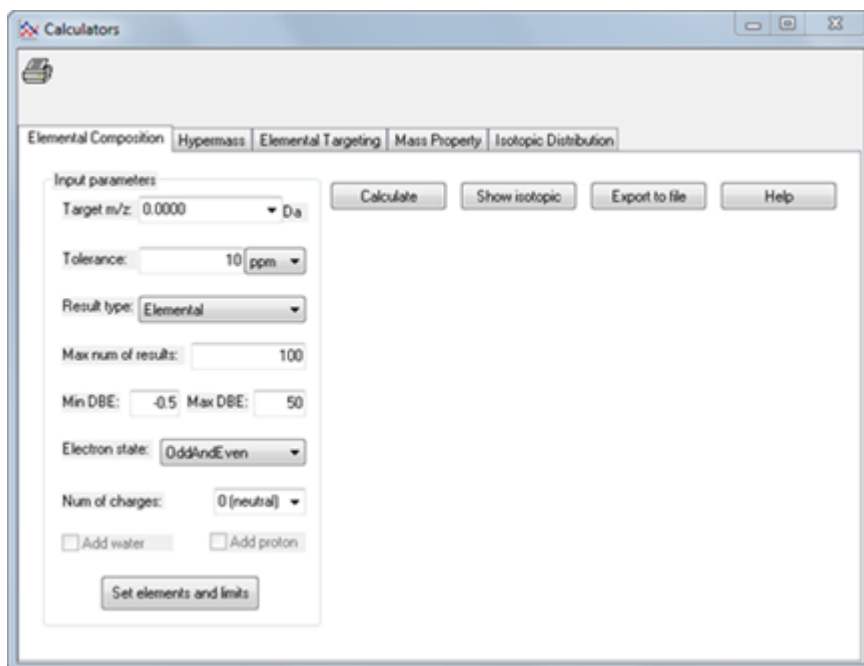 Calculators
Elemental Composition Hypermass Elemental Targeting Mass Property Isotopic Distribution
Input parameters
Calculate Show isotopic Export to file Help
Target m/z: 0.0000 Da
Tolerance: 10 ppm
Result type: Elemental
Max num of results: 100
Min DBE: -0.5 Max DBE: 50
Electron state: OddAndEven
Num of charges: 0 (neutral)
Add water Add proton
Set elements and limits